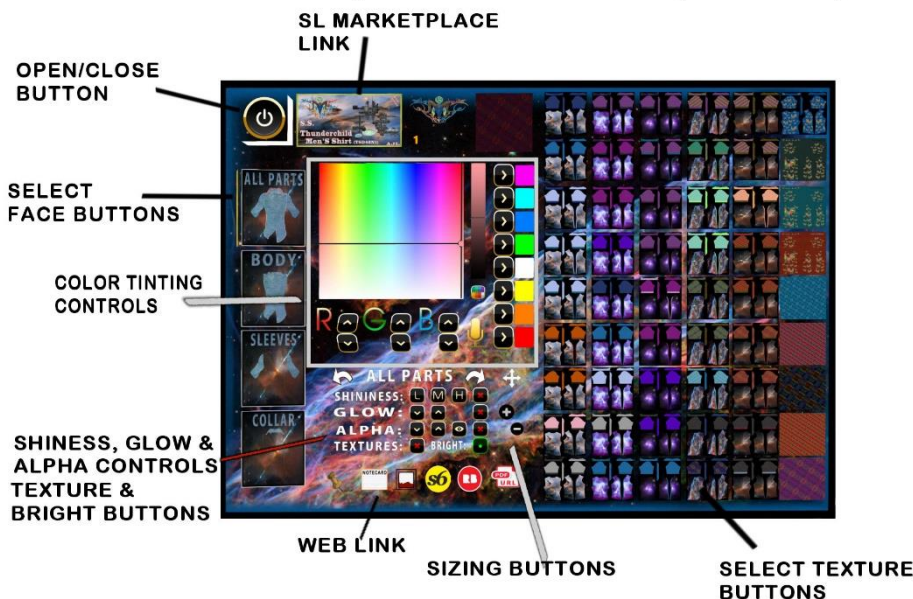 SL MARKETPLACE
LINK
OPEN/CLOSE
BUTTON
S.S.
Thunderchild
Men'S Shirt
1
SELECT
FACE BUTTONS
ALL PARTS
BODY
COLOR TINTING
CONTROLS
SLEEVES
R G B
ALL PARTS
SHININESS: L M H
GLOW:
ALPHA:
TEXTURES: BRIGHT:
COLLAR
SHINESS, GLOW &
ALPHA CONTROLS
TEXTURE &
BRIGHT BUTTONS
NOTECARD
s6
RB
PDF
URL
WEB LINK
SIZING BUTTONS
SELECT TEXTURE
BUTTONS